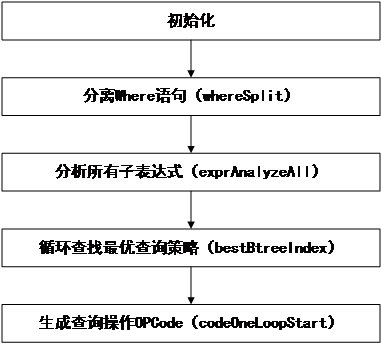 初始化
分离Where语句（whereSplit）
分析所有子表达式（exprAnalyzeAll）
循环查找最优查询策略（bestBtreeIndex）
生成查询操作OPCode（codeOneLoopStart）